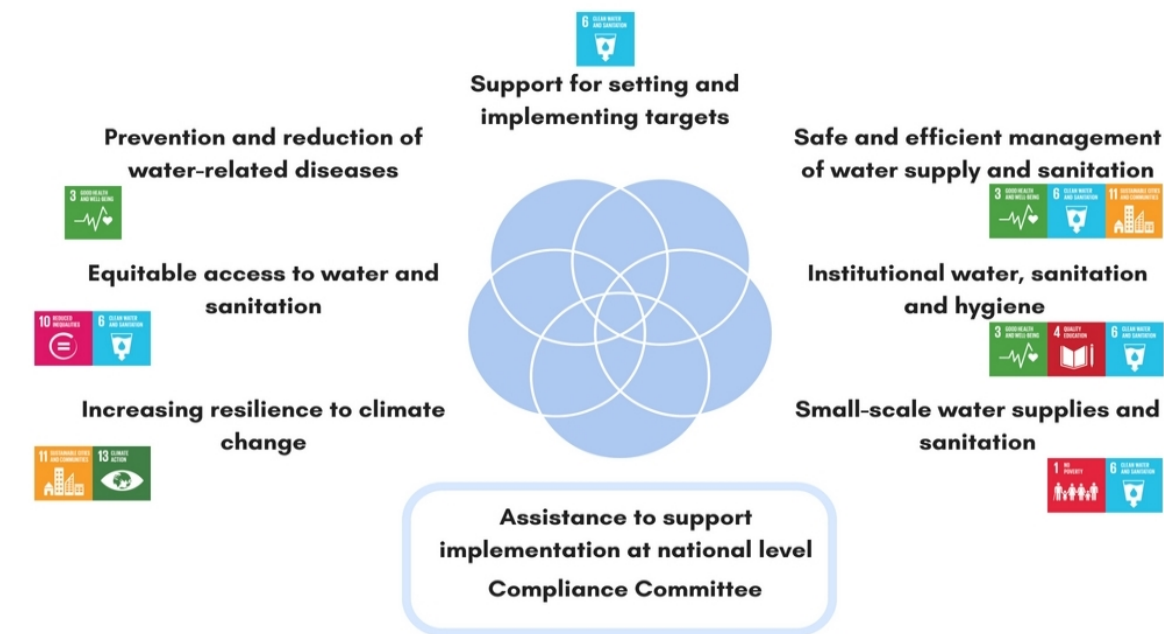 6 CLEAN WATER
AND SANITATION
Support for setting and
implementing targets
Prevention and reduction of
water-related diseases
3 GOOD HEALTH
AND WELL-BEING
Equitable access to water and
sanitation
10 REDUCED
INEQUALITIES
6 CLEAN WATER
AND SANITATION
Increasing resilience to climate
change
11 SUSTAINABLE CITIES
AND COMMUNITIES
13 CLIMATE
ACTION
Safe and efficient management
of water supply and sanitation
3 GOOD HEALTH
AND WELL-BEING
6 CLEAN WATER
AND SANITATION
11 SUSTAINABLE CITIES
AND COMMUNITIES
Institutional water, sanitation
and hygiene
3 GOOD HEALTH
AND WELL-BEING
4 QUALITY
EDUCATION
6 CLEAN WATER
AND SANITATION
Small-scale water supplies and
sanitation
1 NO
POVERTY
6 CLEAN WATER
AND SANITATION
Assistance to support
implementation at national level
Compliance Committee